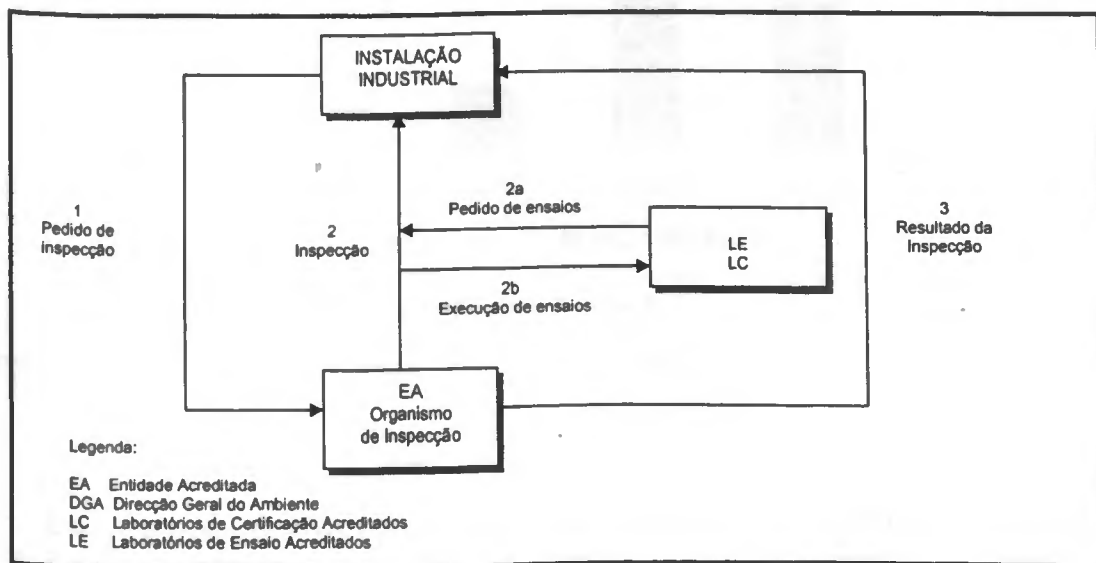 INSTALAÇÃO
INDUSTRIAL
1
Pedido de
inspecção
2
Inspecção
2a
Pedido de ensaios
LE
LC
2b
Execução de ensaios
3
Resultado da
Inspecção
EA
Organismo
de Inspecção
Legenda:
EA Entidade Acreditada
DGA Direcção Geral do Ambiente
LC Laboratórios de Certificação Acreditados
LE Laboratórios de Ensaio Acreditados